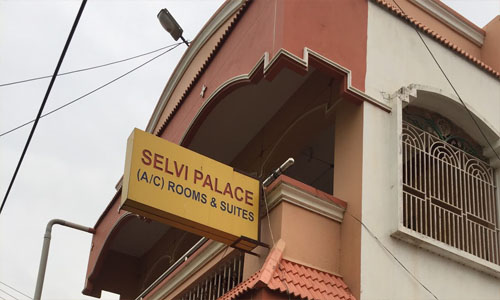 SELVI PALACE
(A/C) ROOMS & SUITES